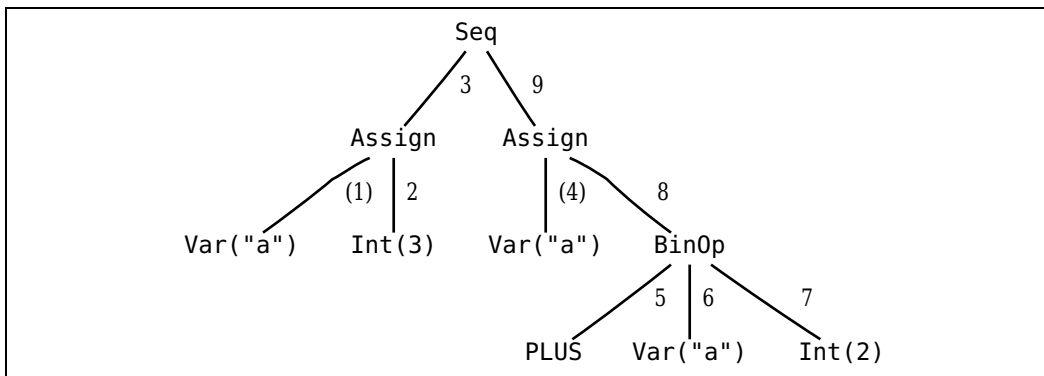 Seq
3 9
Assign Assign
(1) 2 (4) 8
Var("a") Int(3) Var("a") BinOp
5 6 7
PLUS Var("a") Int(2)